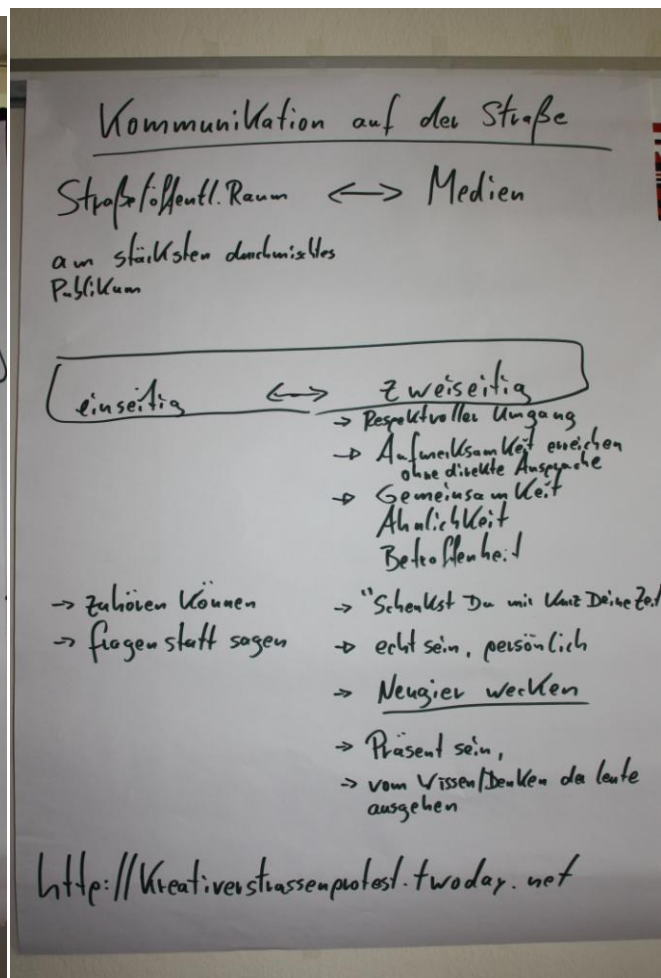 Kommunikation auf der Straße
Straße/öffentl. Raum ↔ Medien
am stärksten durchmischtes
Publikum
einseitig ↔ zweiseitig
→ Respektvoller Umgang
→ Aufmerksamkeit erreichen
ohne direkte Ansprache
→ Gemeinsamkeit
Ähnlichkeit
Betroffenheit
→ zuhören können
→ fragen statt sagen
→ "Schenkst Du mir kurz Deine Zeit
→ echt sein, persönlich
→ Neugier wecken
→ Präsent sein,
→ vom Wissen/Denken der Leute
ausgehen
http://kreativerstrassenprotest.twoday.net